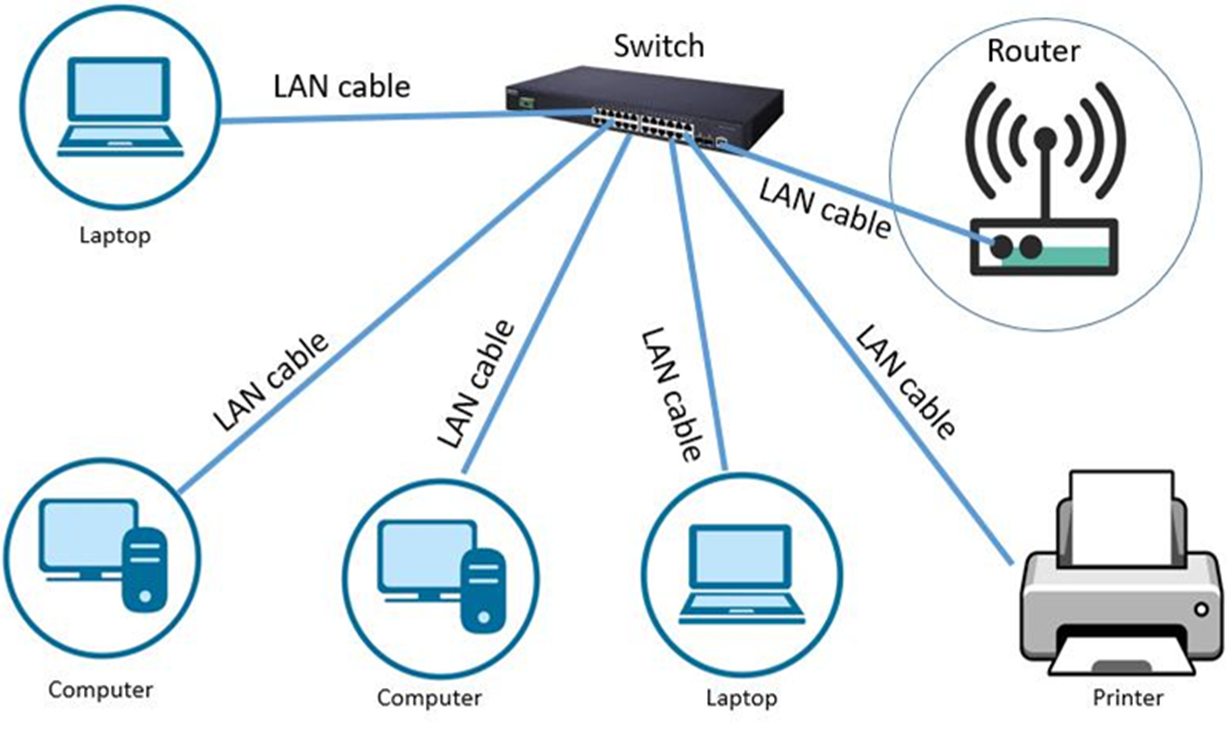 Switch
Router
LAN cable
Laptop
LAN cable
LAN cable
LAN cable
LAN cable
LAN cable
Computer
Computer
Laptop
Printer